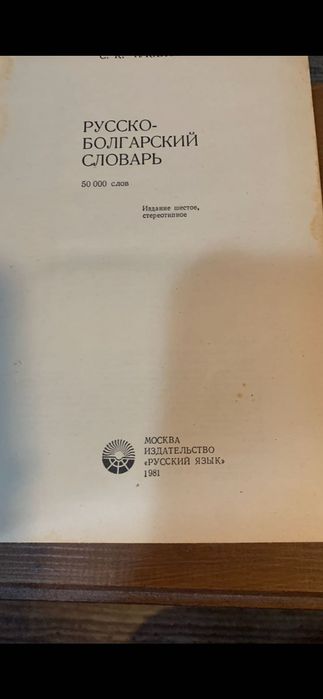 С. К.
РУССКО-
БОЛГАРСКИЙ
СЛОВАРЬ
50 000 слов
Издание шестое,
стереотипное
МОСКВА
ИЗДАТЕЛЬСТВО
«РУССКИЙ ЯЗЫК»
1981